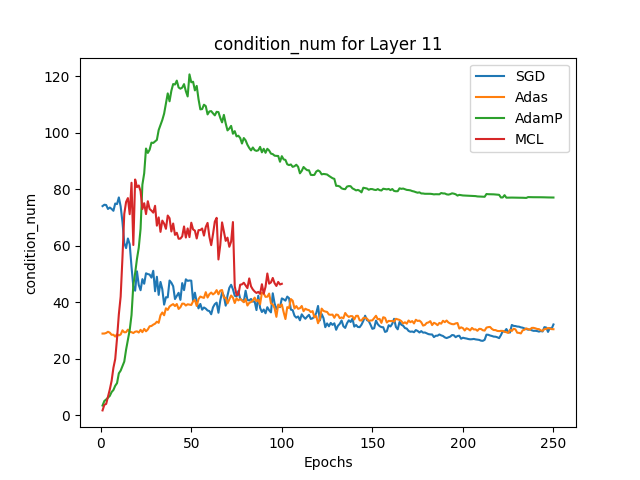 condition_num for Layer 11
condition_num
120
100
80
60
40
20
0
SGD
Adas
AdamP
MCL
0 50 100 150 200 250
Epochs